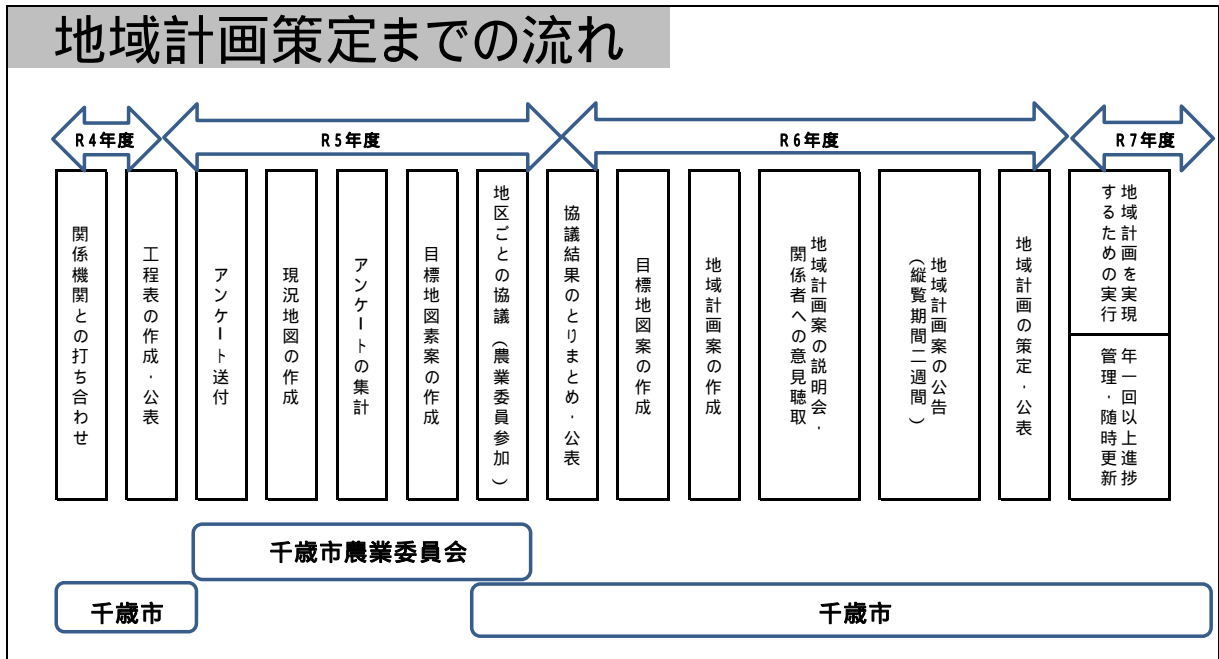 地域計画策定までの流れ
R4年度
R5年度
R6年度
R7年度
関係機関との打ち合わせ
工程表の作成・公表
アンケート送付
現況地図の作成
アンケートの集計
目標地図素案の作成
地区ごとの協議（農業委員参加）
協議結果のとりまとめ・公表
目標地図案の作成
地域計画案の作成
地域計画案の説明会・
関係者への意見聴取
地域計画案の公告
（縦覧期間二週間）
地域計画の策定・公表
地域計画を実現
するための実行
年一回以上進捗
管理・随時更新
千歳市農業委員会
千歳市
千歳市